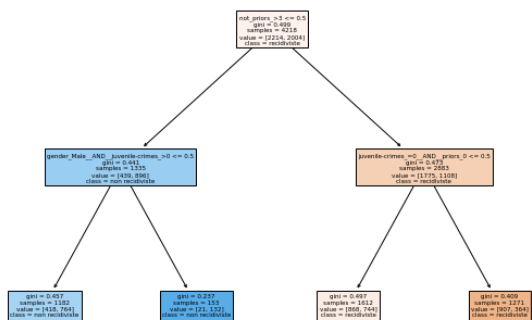 not_priors_>3 <= 0.5
gini = 0.499
samples = 4218
value = [2214, 2004]
class = recidiviste
gender_Male__AND__juvenile-crimes_>0 <= 0.5
gini = 0.441
samples = 1335
value = [439, 896]
class = non recidiviste
juvenile-crimes_=0__AND__priors_0 <= 0.5
gini = 0.473
samples = 2883
value = [1775, 1108]
class = recidiviste
gini = 0.457
samples = 1182
value = [418, 764]
class = non recidiviste
gini = 0.237
samples = 153
value = [21, 132]
class = non recidiviste
gini = 0.497
samples = 1612
value = [868, 744]
class = recidiviste
gini = 0.409
samples = 1271
value = [907, 364]
class = recidiviste